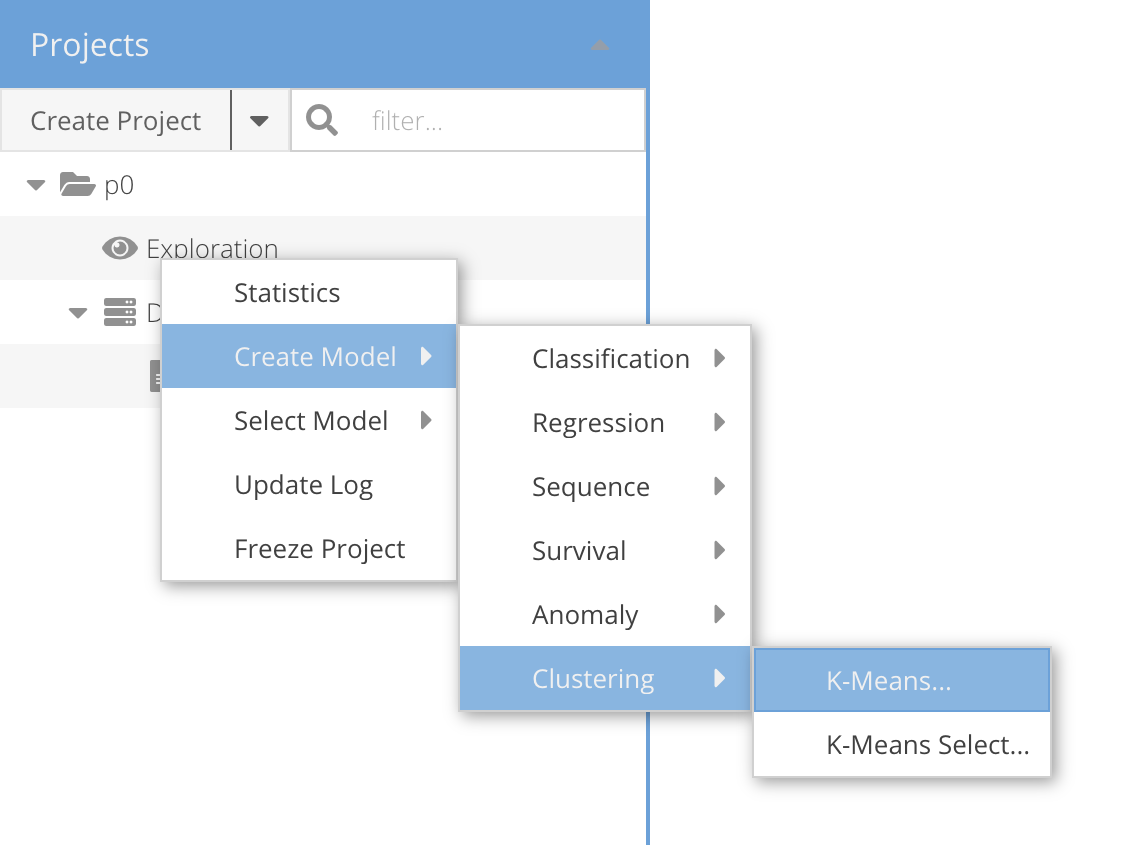 Projects
Create Project
filter...
p0
Exploration
Statistics
Create Model
Select Model
Update Log
Freeze Project
Classification
Regression
Sequence
Survival
Anomaly
Clustering
K-Means...
K-Means Select...